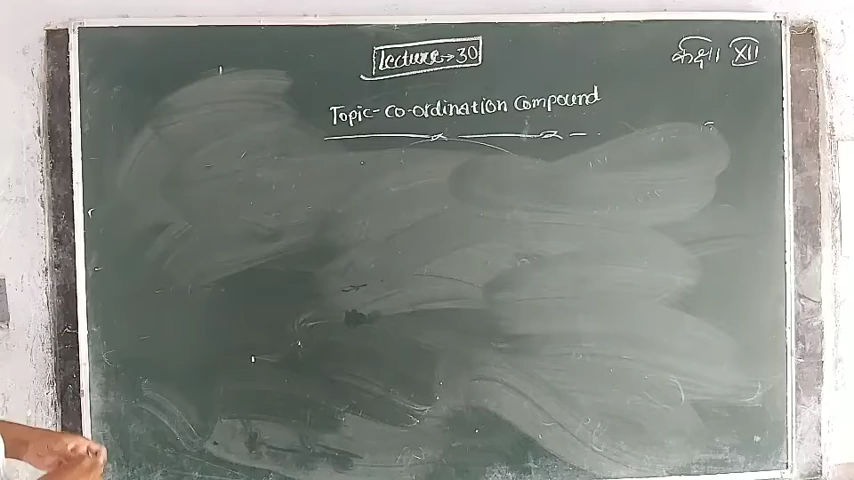 Lecture→30
कक्षा XII
Topic-co-ordination compound